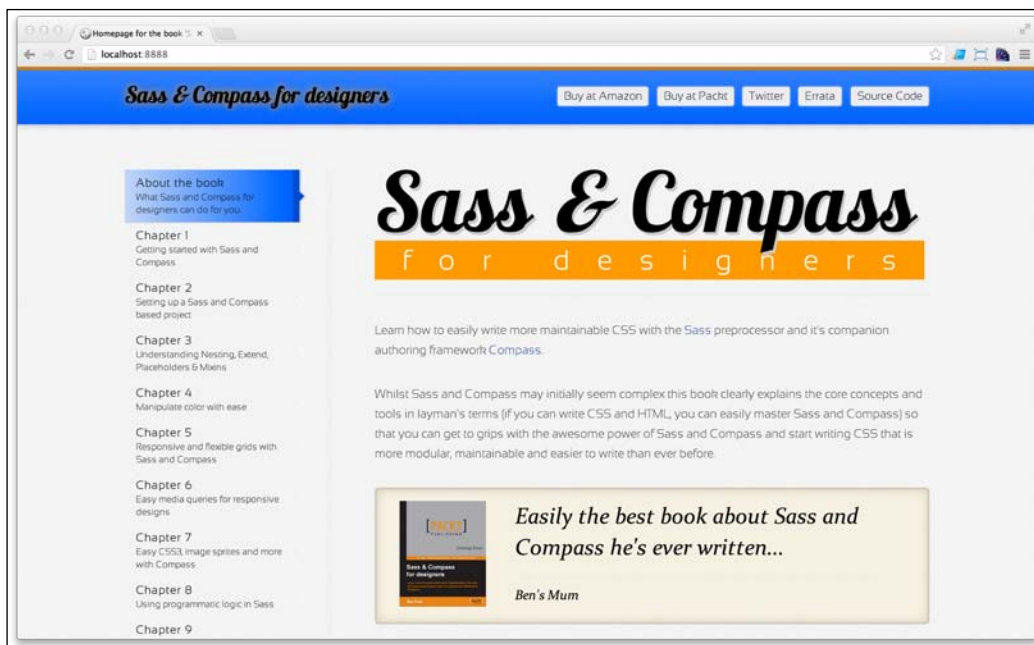 Homepage for the book
localhost:8888
Sass & Compass for designers
Buy at Amazon
Buy at Packt
Twitter
Errata
Source Code
About the book
What Sass and Compass for
designers can do for you.
Chapter 1
Getting started with Sass and
Compass
Chapter 2
Setting up a Sass and Compass
based project
Chapter 3
Understanding Nesting, Extend,
Placeholders & Mixins
Chapter 4
Manipulate color with ease
Chapter 5
Responsive and flexible grids with
Sass and Compass
Chapter 6
Easy media queries for responsive
designs
Chapter 7
Easy CSS3, image sprites and more
with Compass
Chapter 8
Using programmatic logic in Sass
Chapter 9
Sass & Compass
for designers
Learn how to easily write more maintainable CSS with the Sass preprocessor and it's companion
authoring framework Compass.
Whilst Sass and Compass may initially seem complex this book clearly explains the core concepts and
tools in layman's terms (if you can write CSS and HTML, you can easily master Sass and Compass) so
that you can get to grips with the awesome power of Sass and Compass and start writing CSS that is
more modular, maintainable and easier to write than ever before.
[PACKT]
PUBLISHING
Sass & Compass
for designers
Easily the best book about Sass and
Compass he's ever written...
Ben's Mum